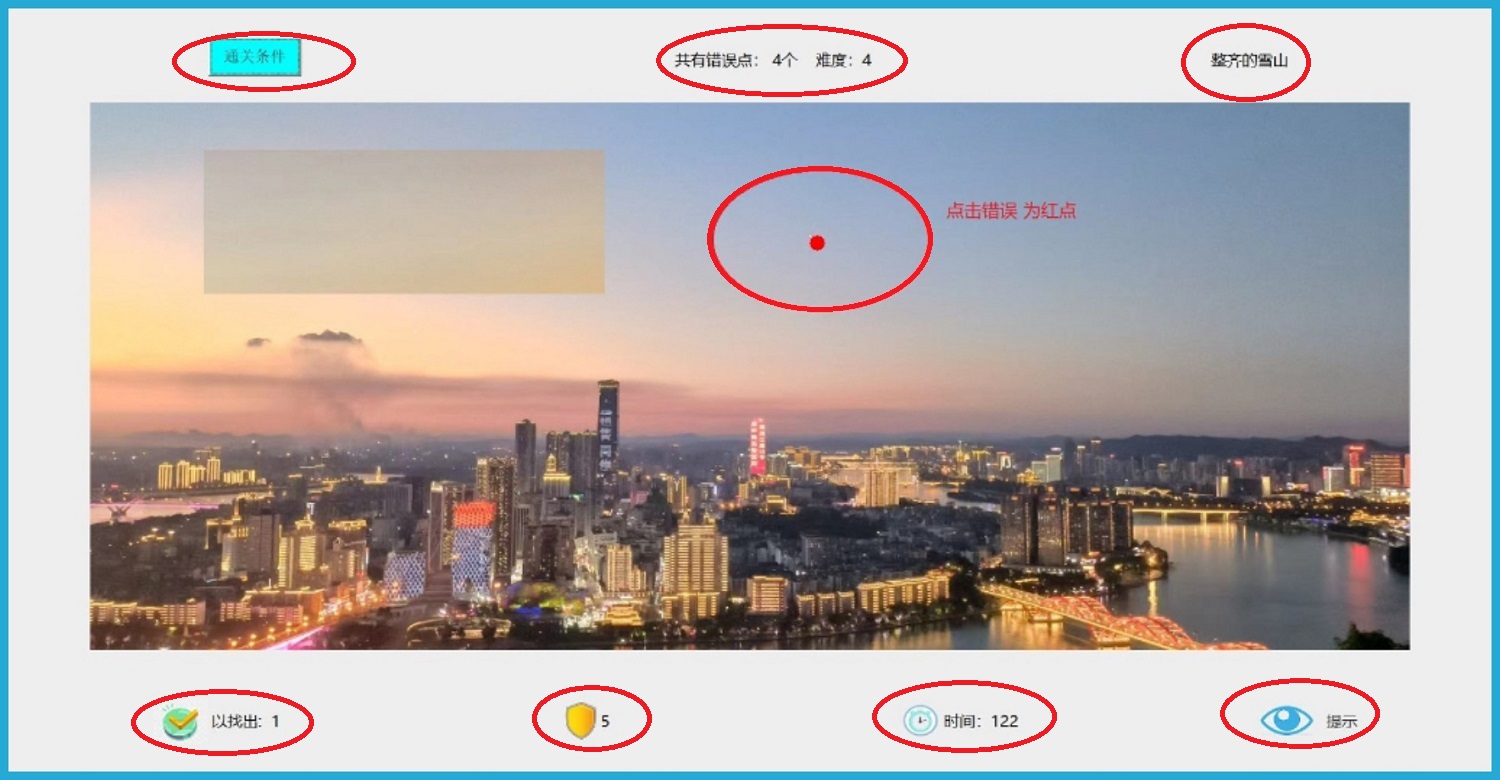 通关条件
共有错误点: 4个 难度: 4
整齐的雪山
点击错误 为红点
以找出: 1
5
时间: 122
提示